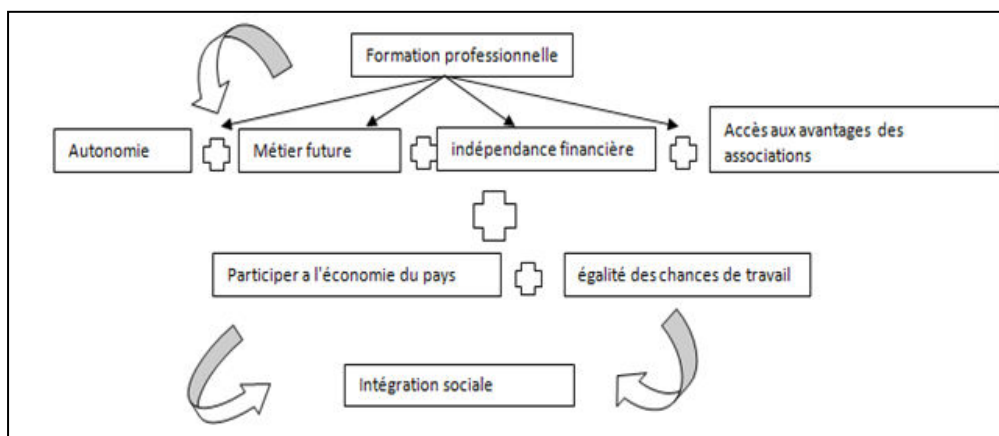 Formation professionnelle
Autonomie
Métier future
indépendance financière
Accès aux avantages des
associations
Participer a l'économie du pays
égalité des chances de travail
Intégration sociale